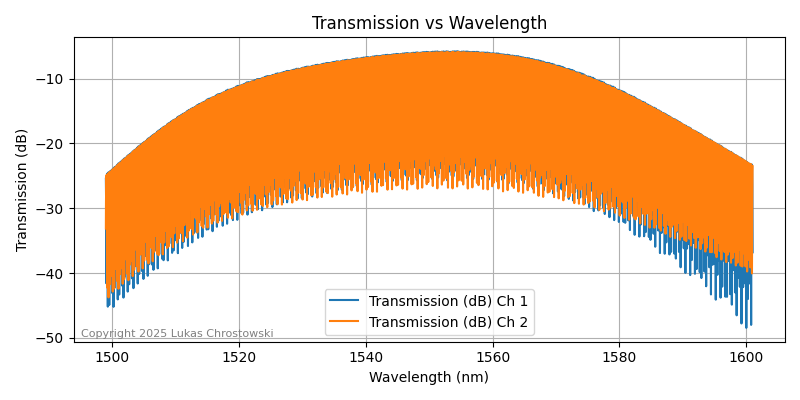 Transmission vs Wavelength
Transmission (dB)
−10
−20
−30
−40
−50
Transmission (dB) Ch 1
Transmission (dB) Ch 2
Copyright 2025 Lukas Chrostowski
1500
1520
1540
1560
1580
1600
Wavelength (nm)